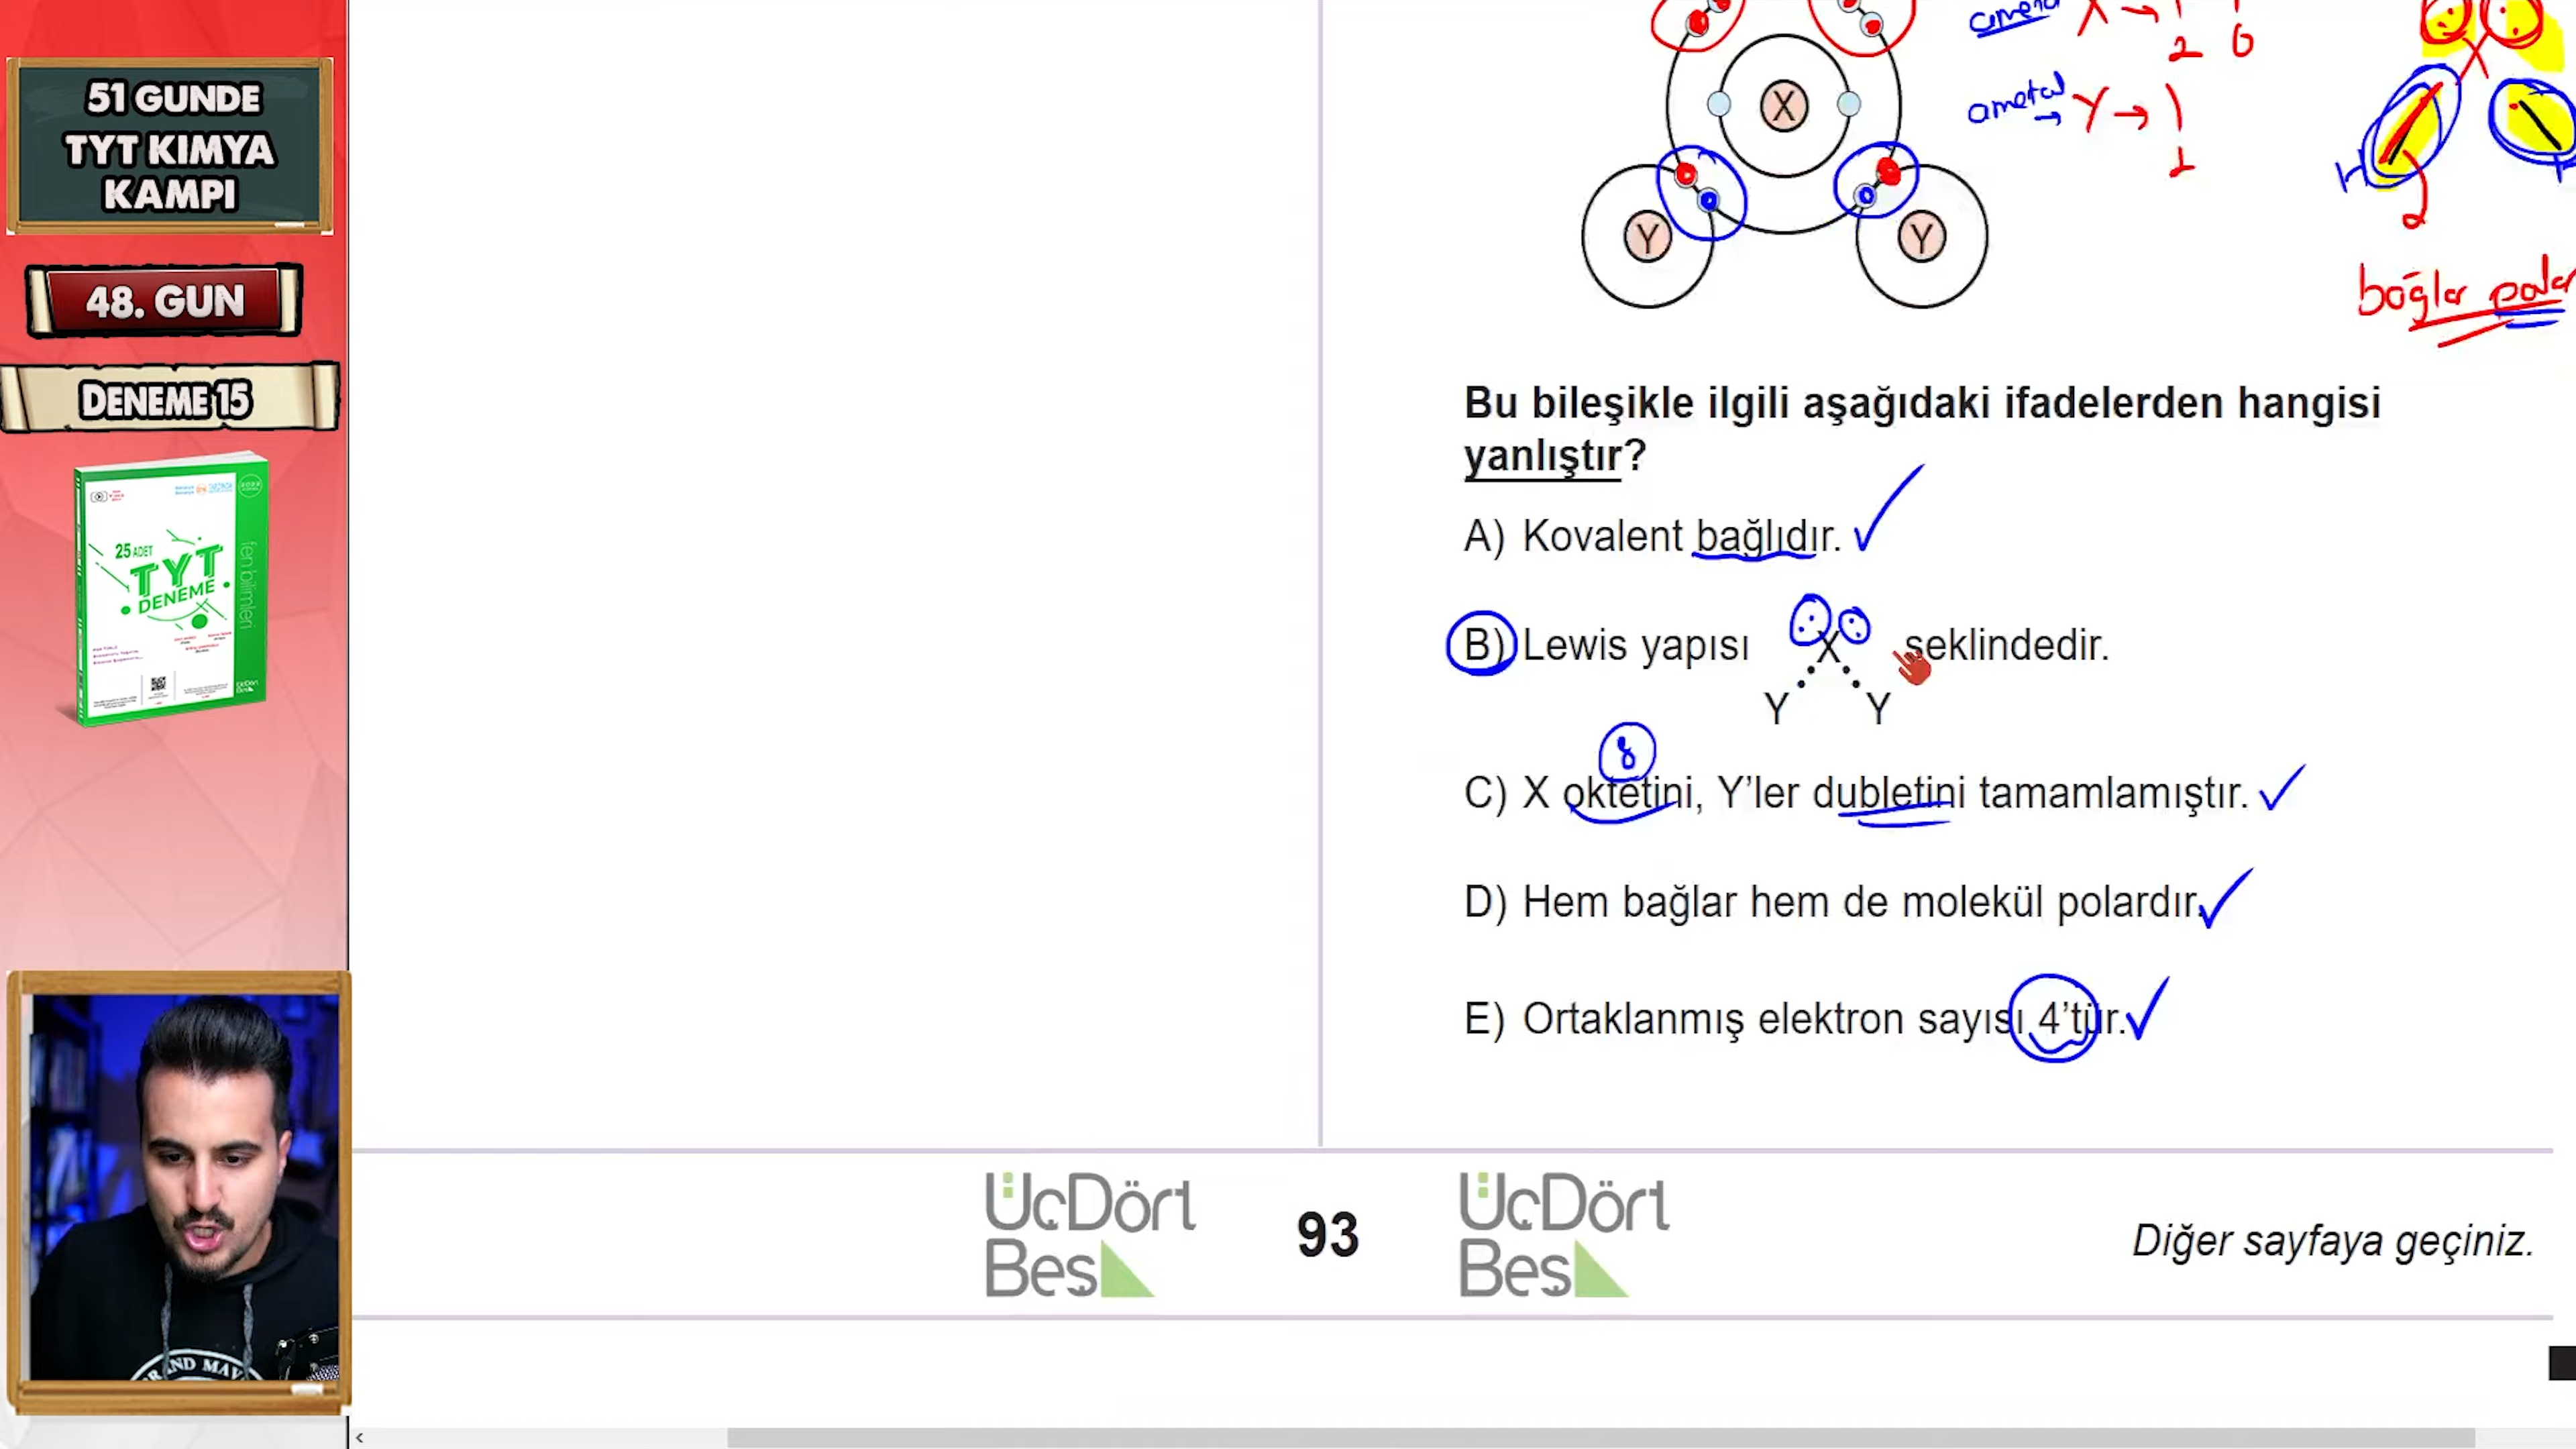 51 GUNDE
TYT KIMYA
KAMPI
48. GUN
DENEME 15
25 ADET
TYT
DENEME
fen bilimleri
ametal X → 2 6
ametal → Y → 1
X
Y
Y
2
bağlar polar
Bu bileşikle ilgili aşağıdaki ifadelerden hangisi
yanlıştır?
A) Kovalent bağlıdır.
B) Lewis yapısı X Y Y şeklindedir.
8
C) X oktetini, Y'ler dubletini tamamlamıştır.
D) Hem bağlar hem de molekül polardır.
E) Ortaklanmış elektron sayısı 4'tür.
ÜçDört
Beş
93
ÜçDört
Beş
Diğer sayfaya geçiniz.